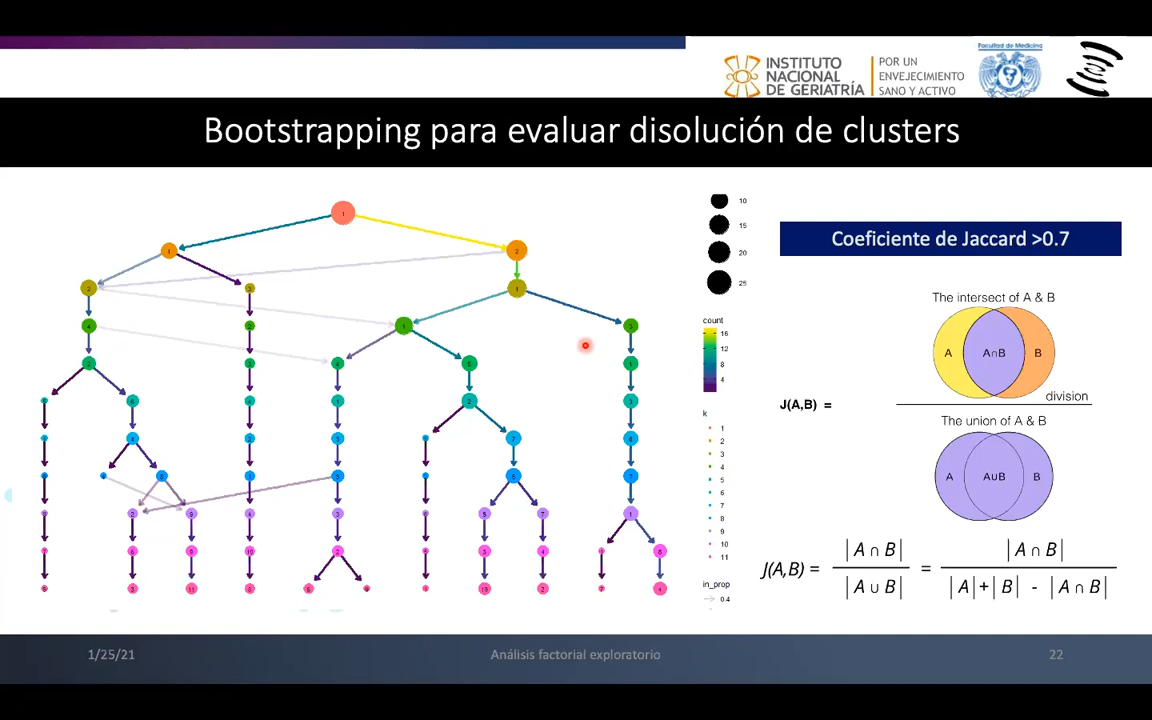 INSTITUTO
NACIONAL
DE GERIATRÍA
POR UN
ENVEJECIMIENTO
SANO Y ACTIVO
Facultad de Medicina
Bootstrapping para evaluar disolución de clusters
10
15
20
25
count
16
12
8
4
k
1
2
3
4
5
6
7
8
9
10
11
in_prop
0.4
Coeficiente de Jaccard >0.7
The intersect of A & B
A
A∩B
B
division
J(A,B) =
The union of A & B
A
A∪B
B
J(A,B) = |A ∩ B| / |A ∪ B| = |A ∩ B| / |A|+|B| - |A ∩ B|
1/25/21
Análisis factorial exploratorio
22